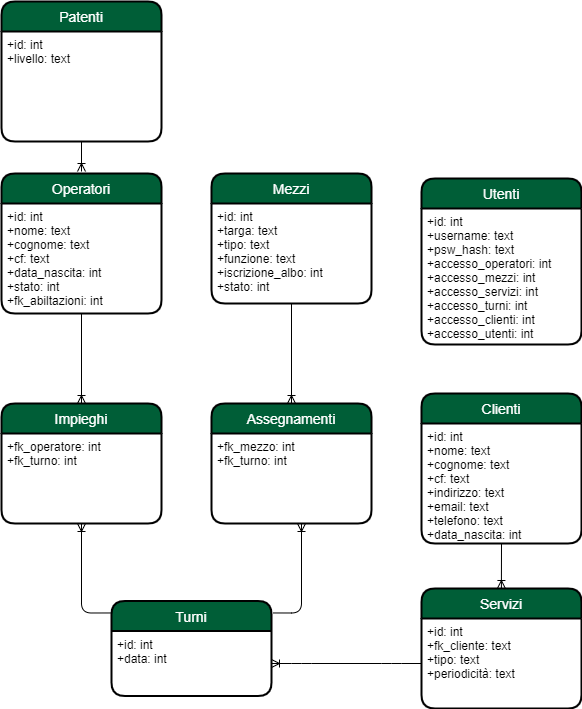 Patenti
+id: int
+livello: text
Operatori
+id: int
+nome: text
+cognome: text
+cf: text
+data_nascita: int
+stato: int
+fk_abiltazioni: int
Mezzi
+id: int
+targa: text
+tipo: text
+funzione: text
+iscrizione_albo: int
+stato: int
Utenti
+id: int
+username: text
+psw_hash: text
+accesso_operatori: int
+accesso_mezzi: int
+accesso_servizi: int
+accesso_turni: int
+accesso_clienti: int
+accesso_utenti: int
Impieghi
+fk_operatore: int
+fk_turno: int
Assegnamenti
+fk_mezzo: int
+fk_turno: int
Clienti
+id: int
+nome: text
+cognome: text
+cf: text
+indirizzo: text
+email: text
+telefono: text
+data_nascita: int
Turni
+id: int
+data: int
Servizi
+id: int
+fk_cliente: text
+tipo: text
+periodicità: text